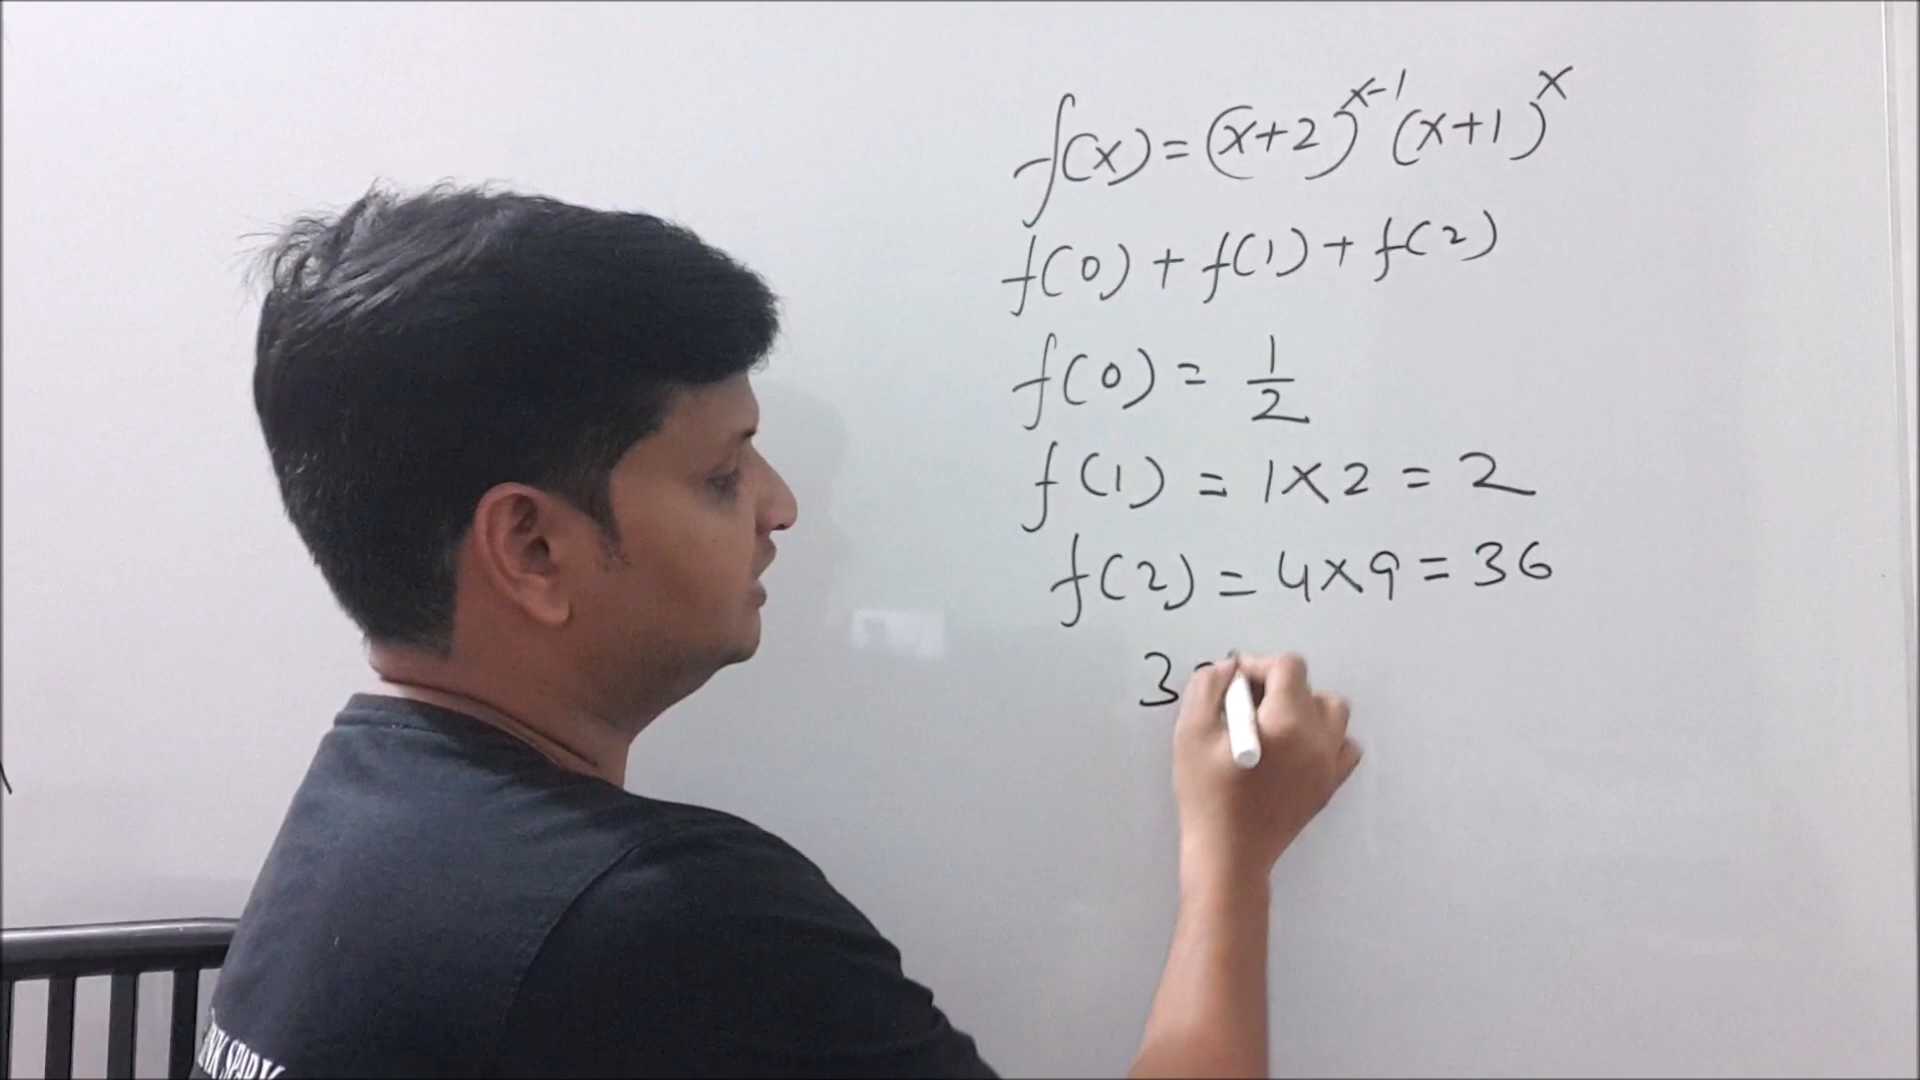 f(x) = (x+2)^{x-1} (x+1)^x
f(0) + f(1) + f(2)
f(0) = 1/2
f(1) = 1×2 = 2
f(2) = 4×9 = 36
3